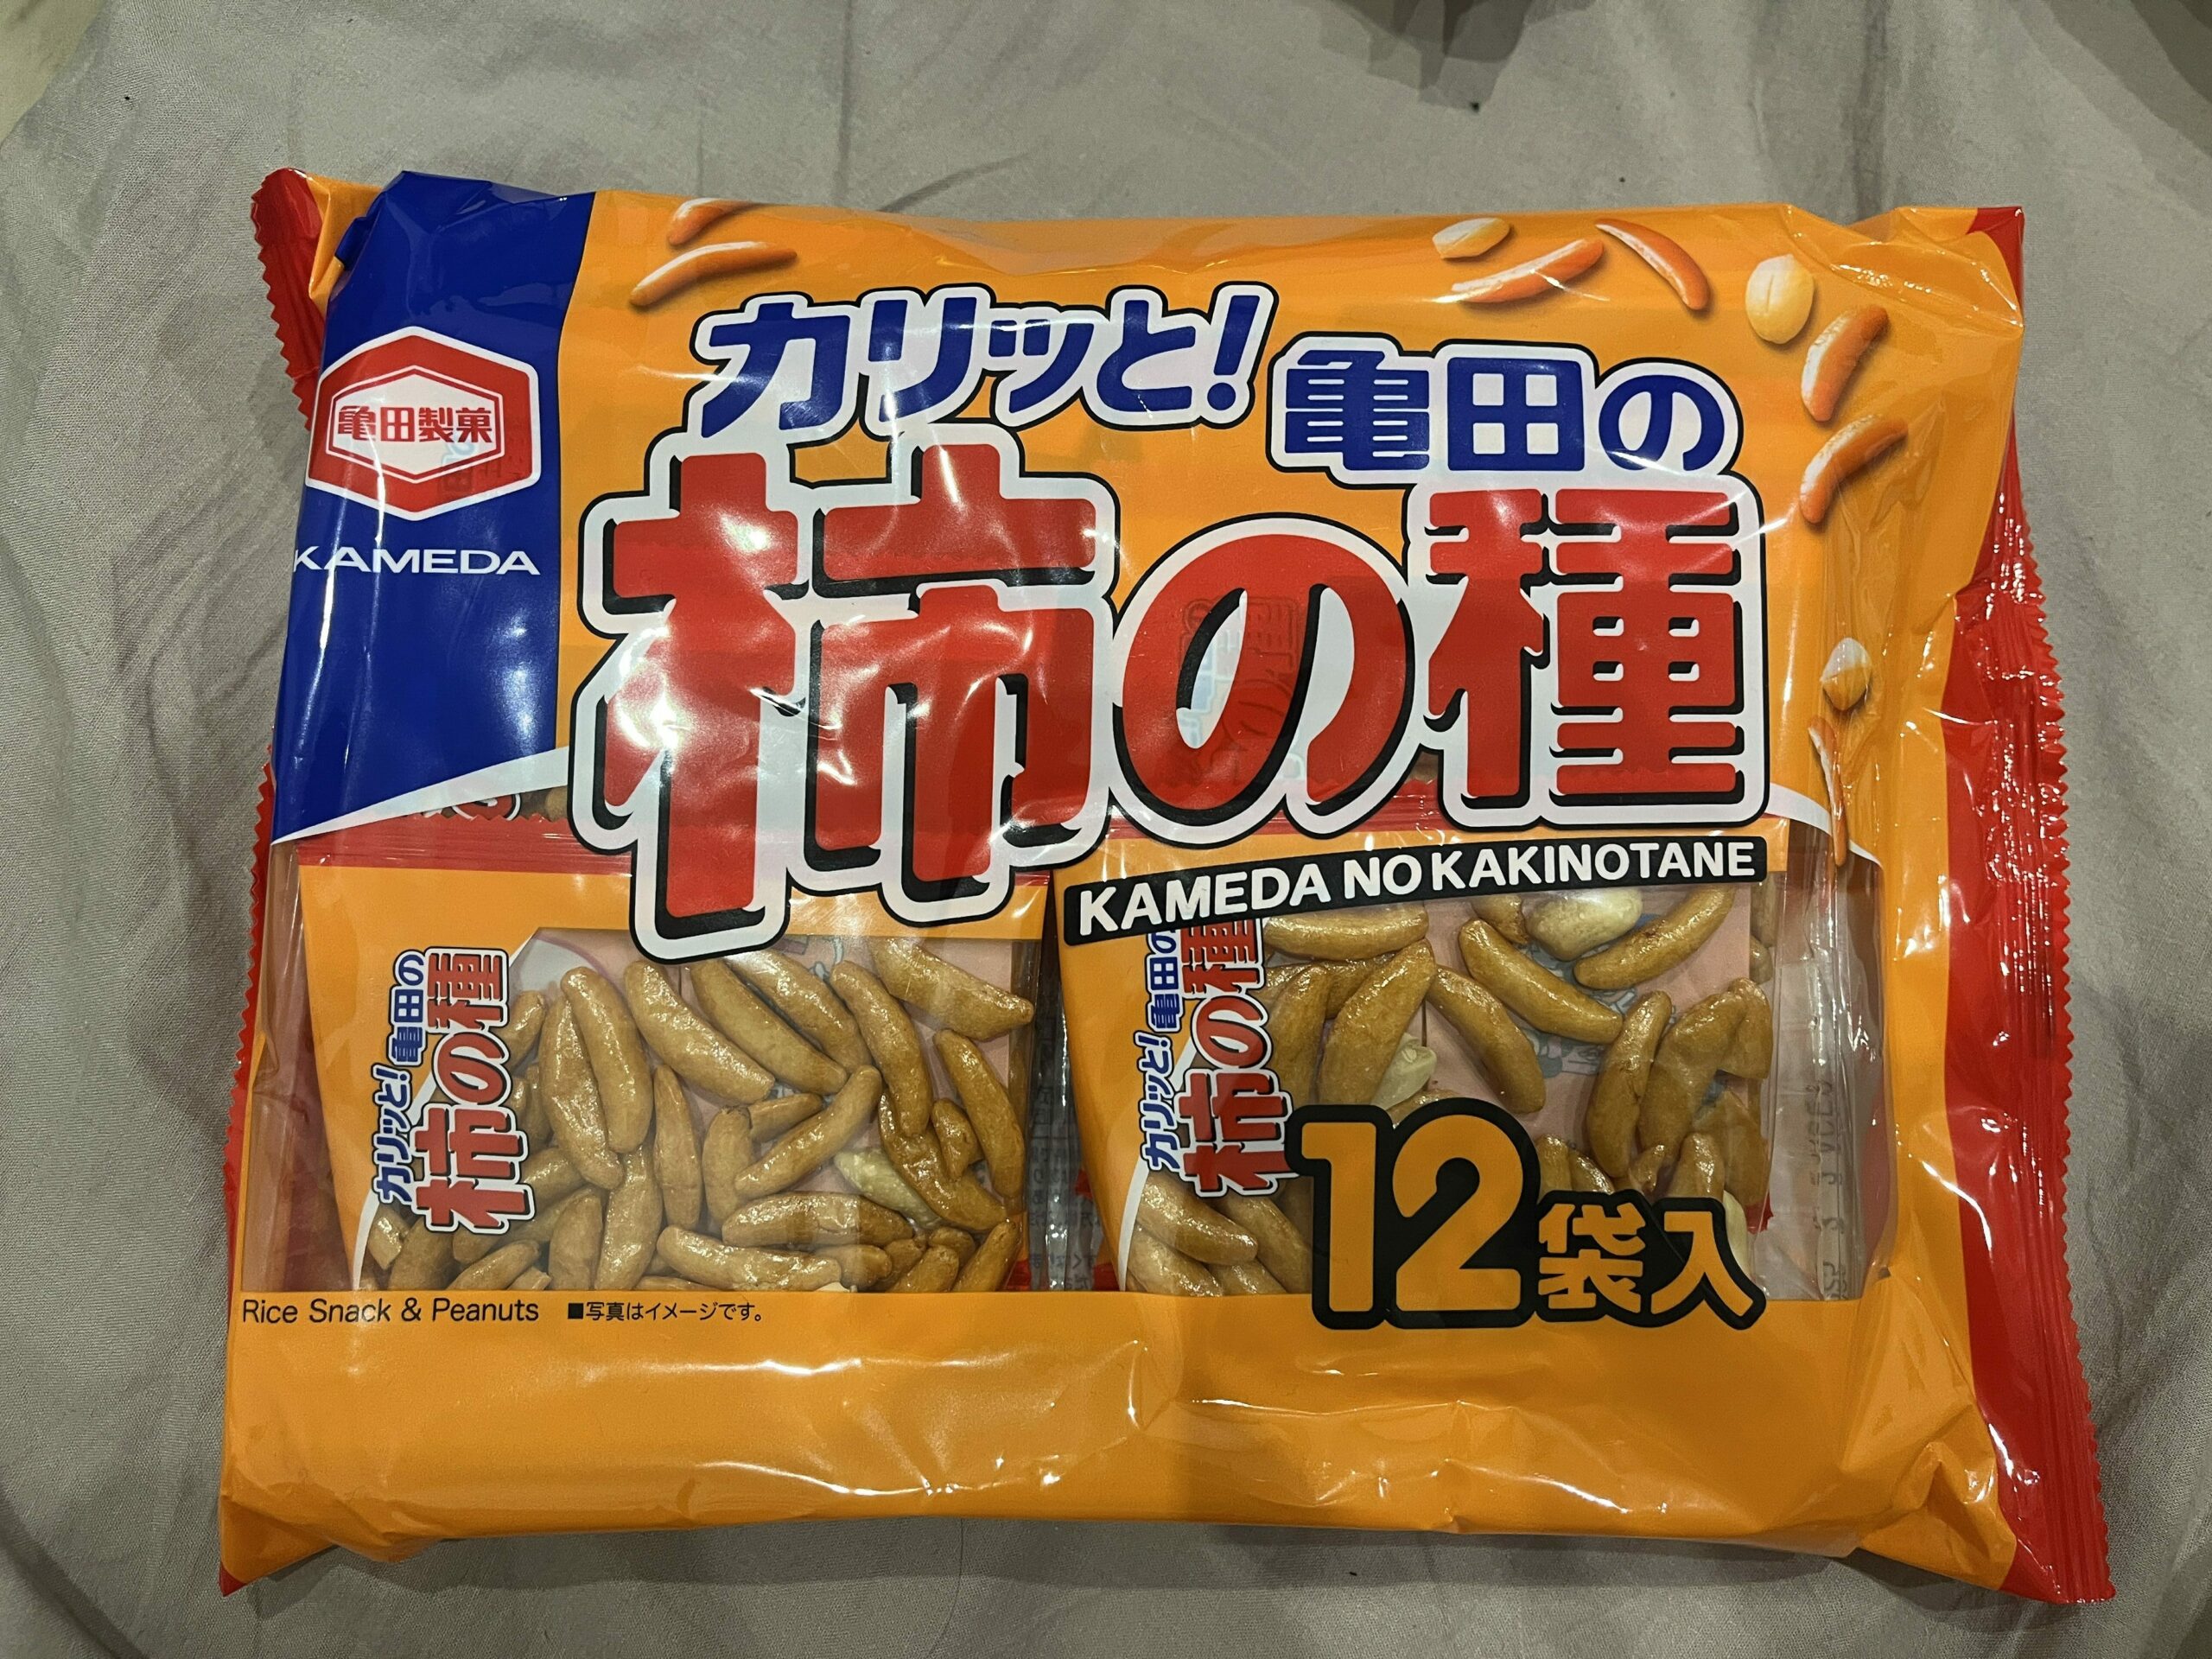 亀田製菓
KAMEDA
カリッと!
亀田の
柿の種
KAMEDA NO KAKINOTANE
カリッと! 亀田の
柿の種
カリッと! 亀田の
柿の種
12袋入
Rice Snack & Peanuts ■写真はイメージです。